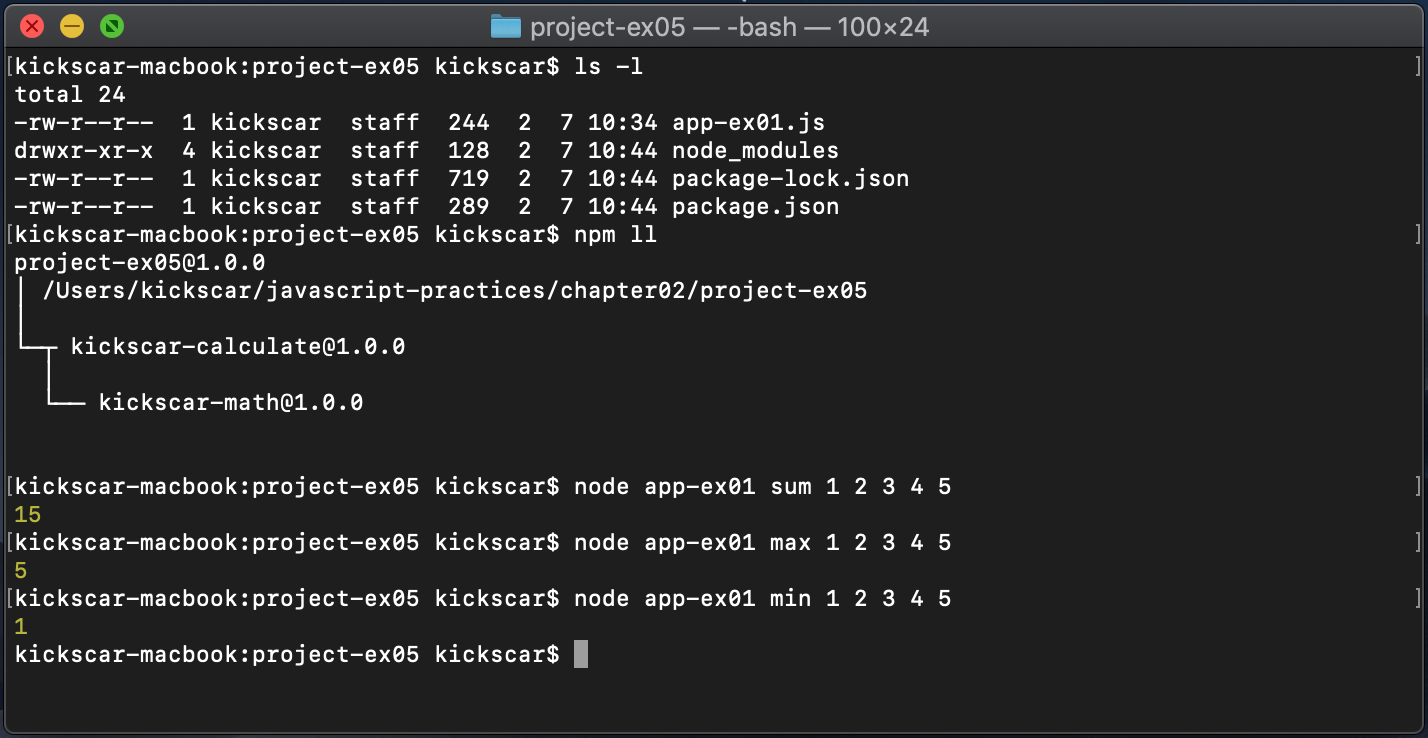 project-ex05 — -bash — 100×24
[kickscar-macbook:project-ex05 kickscar$ ls -l ]
total 24
-rw-r--r--  1 kickscar  staff  244  2  7 10:34 app-ex01.js
drwxr-xr-x  4 kickscar  staff  128  2  7 10:44 node_modules
-rw-r--r--  1 kickscar  staff  719  2  7 10:44 package-lock.json
-rw-r--r--  1 kickscar  staff  289  2  7 10:44 package.json
[kickscar-macbook:project-ex05 kickscar$ npm ll ]
project-ex05@1.0.0
│ /Users/kickscar/javascript-practices/chapter02/project-ex05
│
└─┬ kickscar-calculate@1.0.0
  │
  └── kickscar-math@1.0.0
[kickscar-macbook:project-ex05 kickscar$ node app-ex01 sum 1 2 3 4 5 ]
15
[kickscar-macbook:project-ex05 kickscar$ node app-ex01 max 1 2 3 4 5 ]
5
[kickscar-macbook:project-ex05 kickscar$ node app-ex01 min 1 2 3 4 5 ]
1
kickscar-macbook:project-ex05 kickscar$